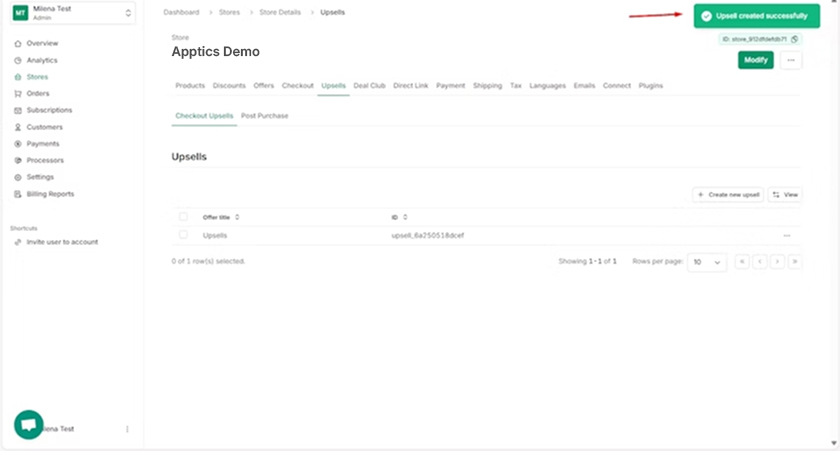 MT
Milena Test
Admin
Overview
Analytics
Stores
Orders
Subscriptions
Customers
Payments
Processors
Settings
Billing Reports
Shortcuts
Invite user to account
lena Test
Dashboard > Stores > Store Details > Upsells
Upsell created successfully
Store
Apptics Demo
Modify
Products Discounts Offers Checkout Upsells Deal Club Direct Link Payment Shipping Tax Languages Emails Connect Plugins
Checkout Upsells Post Purchase
Upsells
+ Create new upsell View
Offer title ID
Upsells upsell_6a250518dcef
0 of 1 row(s) selected. Showing 1-1 of 1 Rows per page: 10